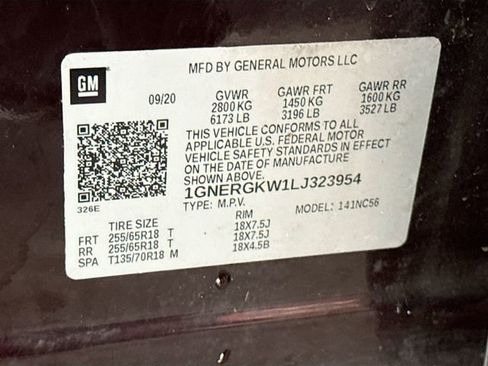 MFD BY GENERAL MOTORS LLC
GM
09/20
GVWR GAWR FRT GAWR RR
2800 KG 1450 KG 1600 KG
6173 LB 3196 LB 3527 LB
THIS VEHICLE CONFORMS TO ALL
APPLICABLE U.S. FEDERAL MOTOR
VEHICLE SAFETY STANDARDS IN EFFECT
ON THE DATE OF MANUFACTURE
SHOWN ABOVE.
1GNERGKW1LJ323954
TYPE: M.P.V. MODEL: 141NC56
326E
TIRE SIZE RIM
FRT 255/65R18 T 18X7.5J
RR 255/65R18 T 18X7.5J
SPA T135/70R18 M 18X4.5B